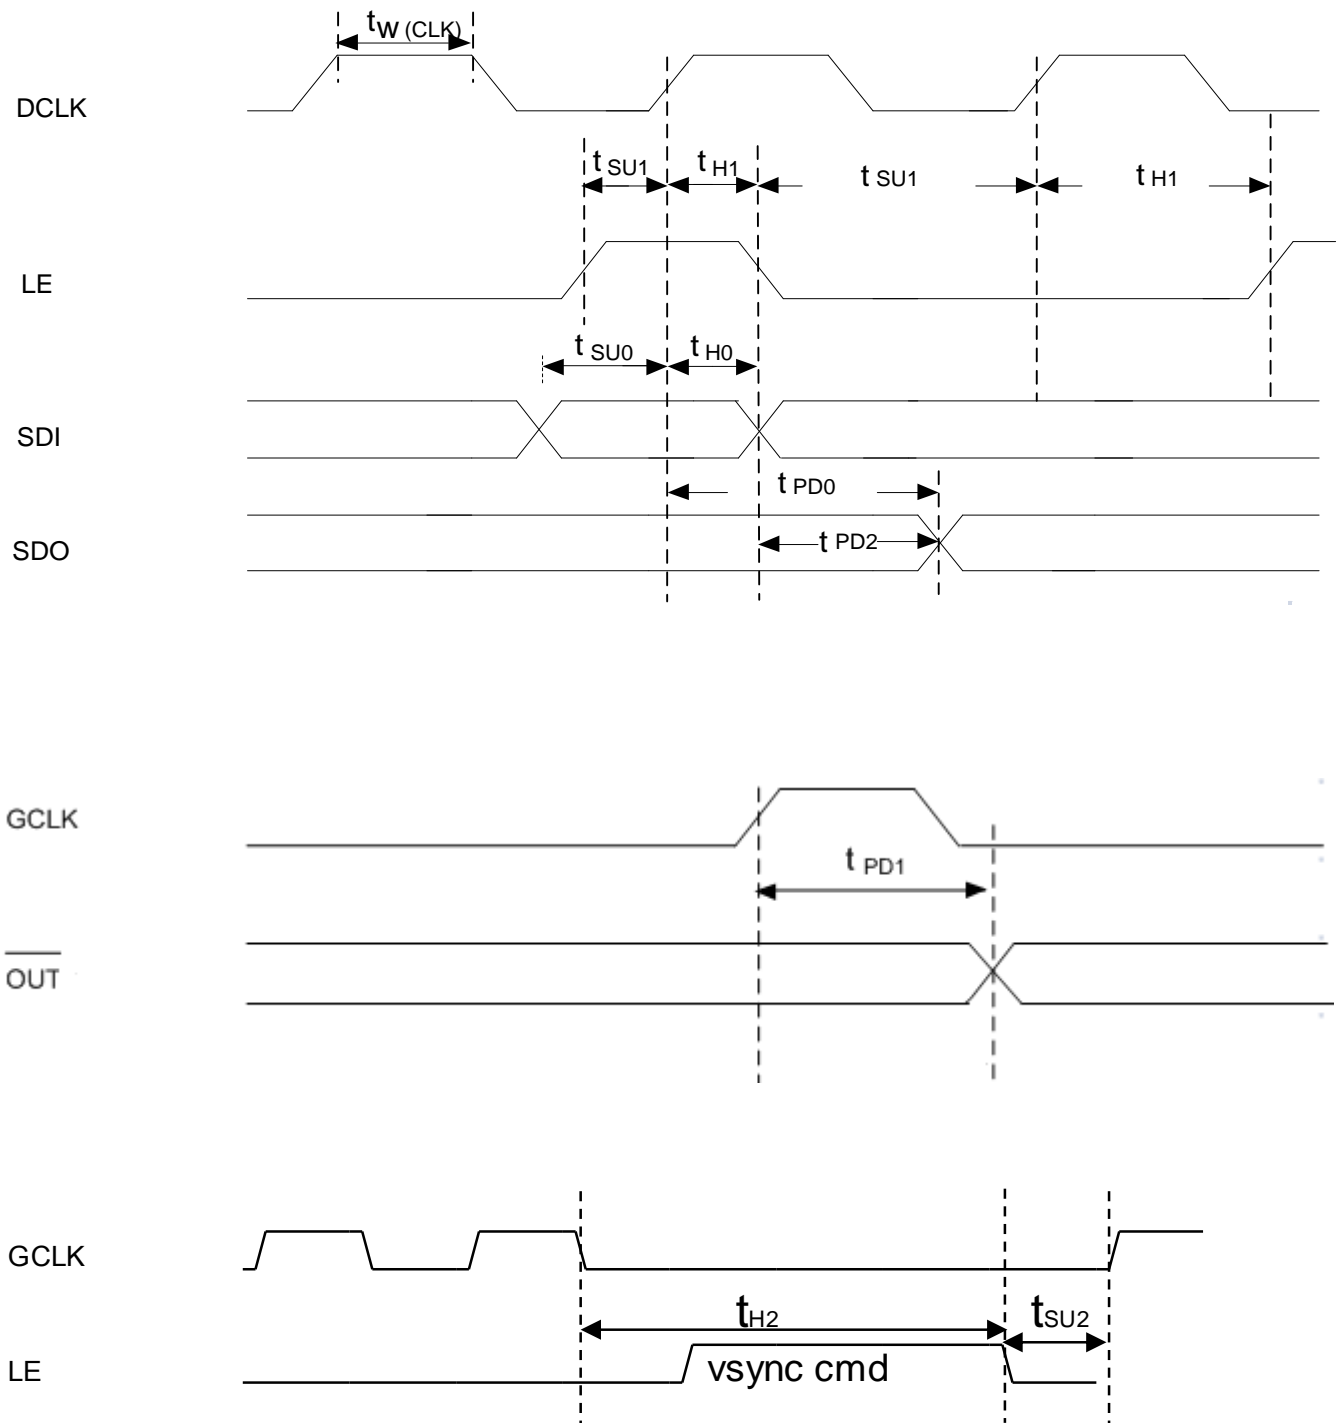 tW (CLK)
DCLK
t SU1 t H1 t SU1 t H1
LE
t SU0 t H0
SDI
t PD0
SDO
t PD2
GCLK
t PD1
OUT
GCLK
tH2 tSU2
LE
vsync cmd